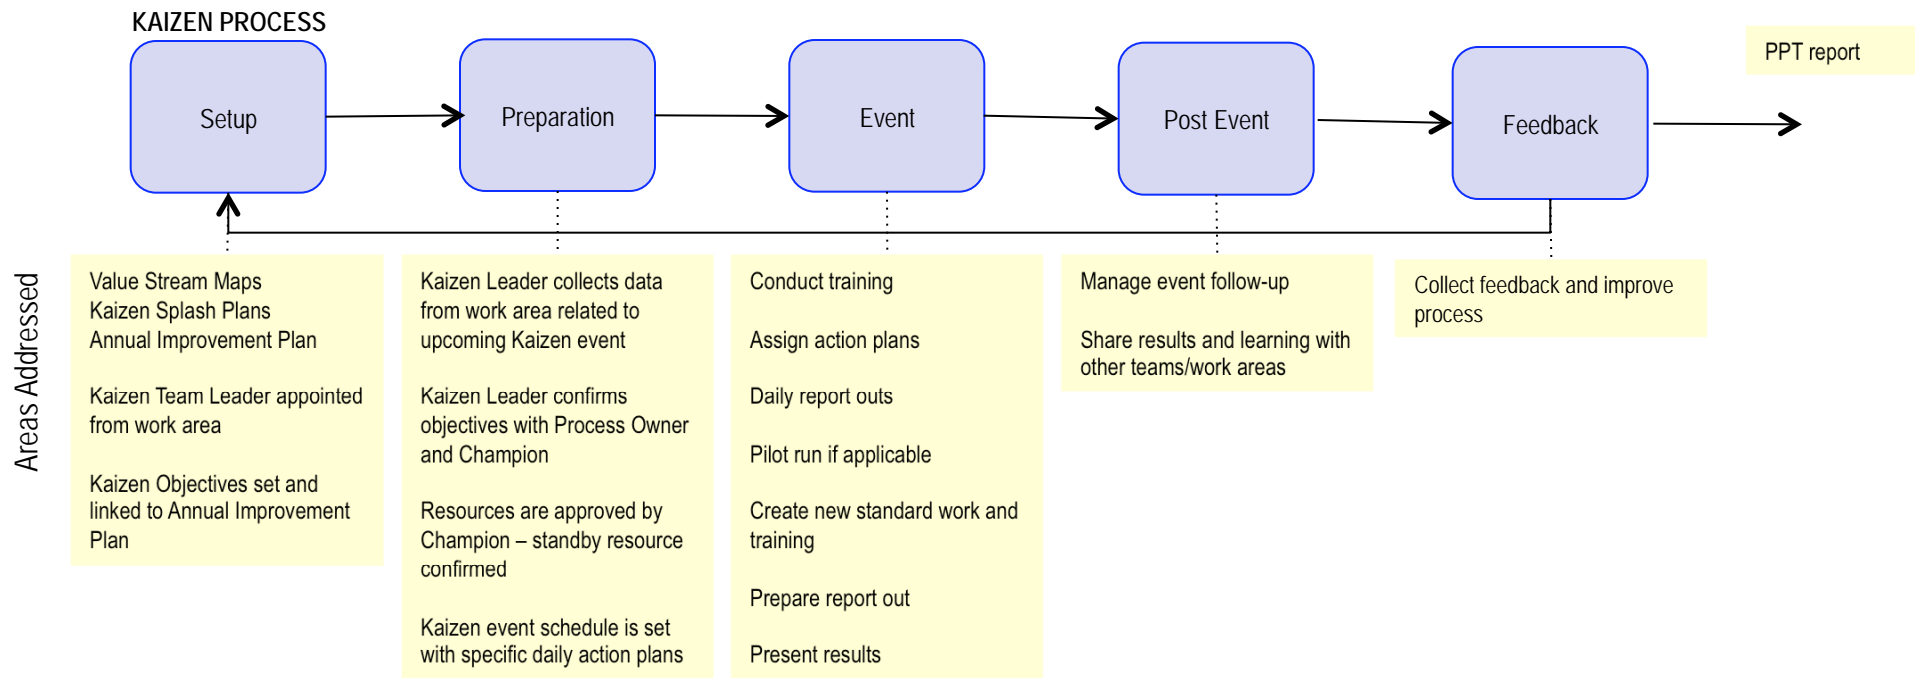 KAIZEN PROCESS
PPT report
Setup
Preparation
Event
Post Event
Feedback
Areas Addressed
Value Stream Maps
Kaizen Splash Plans
Annual Improvement Plan
Kaizen Team Leader appointed
from work area
Kaizen Objectives set and
linked to Annual Improvement
Plan
Kaizen Leader collects data
from work area related to
upcoming Kaizen event
Kaizen Leader confirms
objectives with Process Owner
and Champion
Resources are approved by
Champion – standby resource
confirmed
Kaizen event schedule is set
with specific daily action plans
Conduct training
Assign action plans
Daily report outs
Pilot run if applicable
Create new standard work and
training
Prepare report out
Present results
Manage event follow-up
Share results and learning with
other teams/work areas
Collect feedback and improve
process